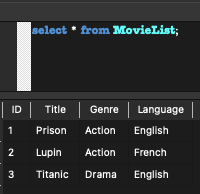 select * from MovieList;
ID Title Genre Language
1 Prison Action English
2 Lupin Action French
3 Titanic Drama English